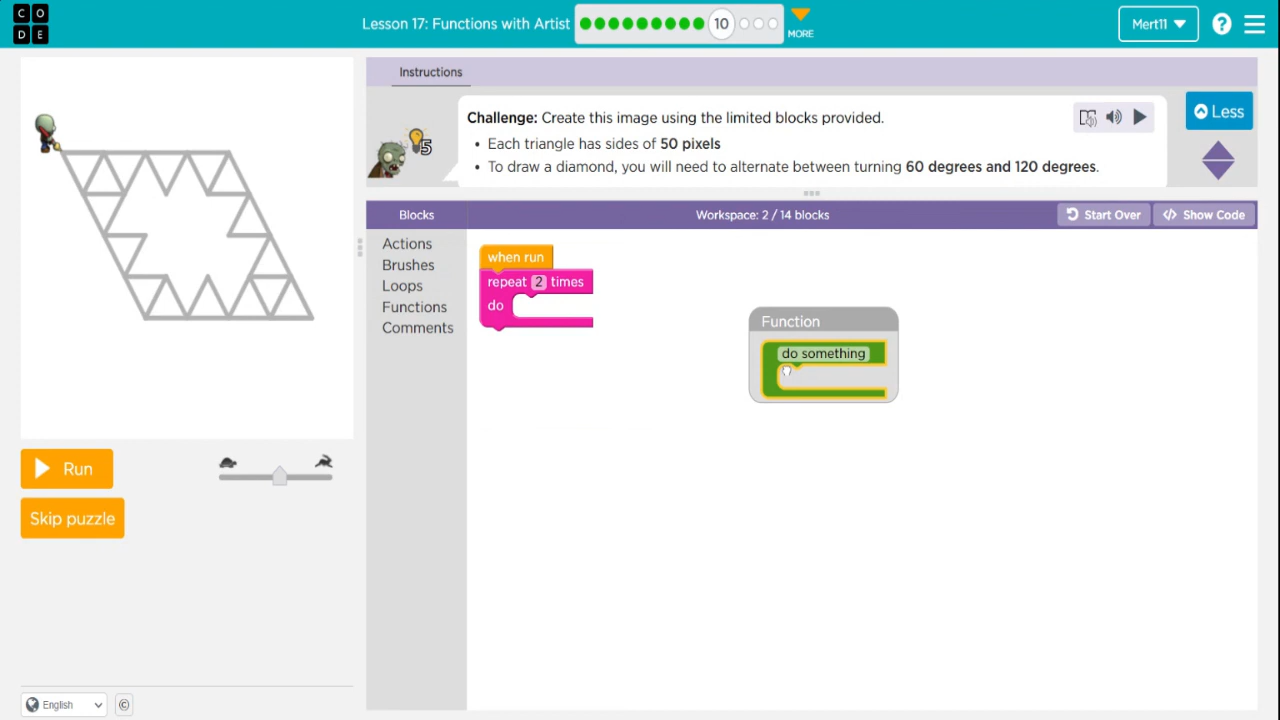 C O
D E
Lesson 17: Functions with Artist
10
MORE
Mert11
?
Instructions
5
Challenge: Create this image using the limited blocks provided.
• Each triangle has sides of 50 pixels
• To draw a diamond, you will need to alternate between turning 60 degrees and 120 degrees.
Less
Blocks
Workspace: 2 / 14 blocks
Start Over
</> Show Code
Actions
Brushes
Loops
Functions
Comments
when run
repeat 2 times
do
Function
do something
Run
Skip puzzle
English
©